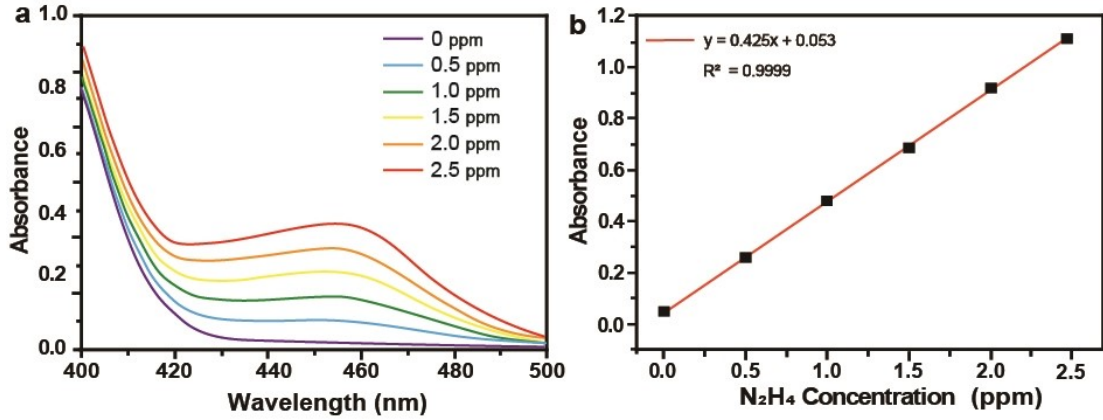 a
1.0
0.8
0.6
0.4
0.2
0.0
Absorbance
400
420
440
460
480
500
Wavelength (nm)
0 ppm
0.5 ppm
1.0 ppm
1.5 ppm
2.0 ppm
2.5 ppm
b
1.2
1.0
0.8
0.6
0.4
0.2
0.0
Absorbance
0.0
0.5
1.0
1.5
2.0
2.5
N₂H₄ Concentration (ppm)
y = 0.425x + 0.053
R² = 0.9999